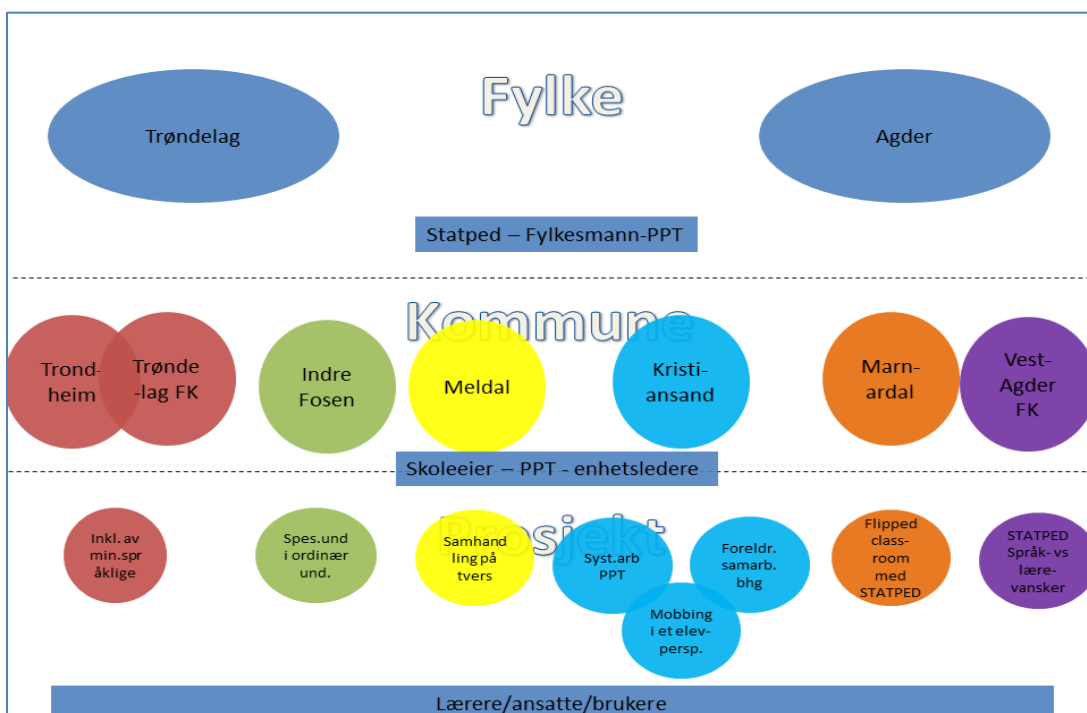 Fylke
Trøndelag
Agder
Statped – Fylkesmann-PPT
Kommune
Trond-
heim
Trønde
-lag FK
Indre
Fosen
Meldal
Kristi-
ansand
Marn-
ardal
Vest-
Agder
FK
Skoleeier – PPT - enhetsledere
Prosjekt
Inkl. av
min.spr
åklige
Spes.und
i ordinær
und.
Samhand
ling på
tvers
Syst.arb
PPT
Foreldr.
samarb.
bhg
Mobbing
i et elev-
persp.
Flipped
class-
room
med
STATPED
STATPED
Språk- vs
lære-
vansker
Lærere/ansatte/brukere